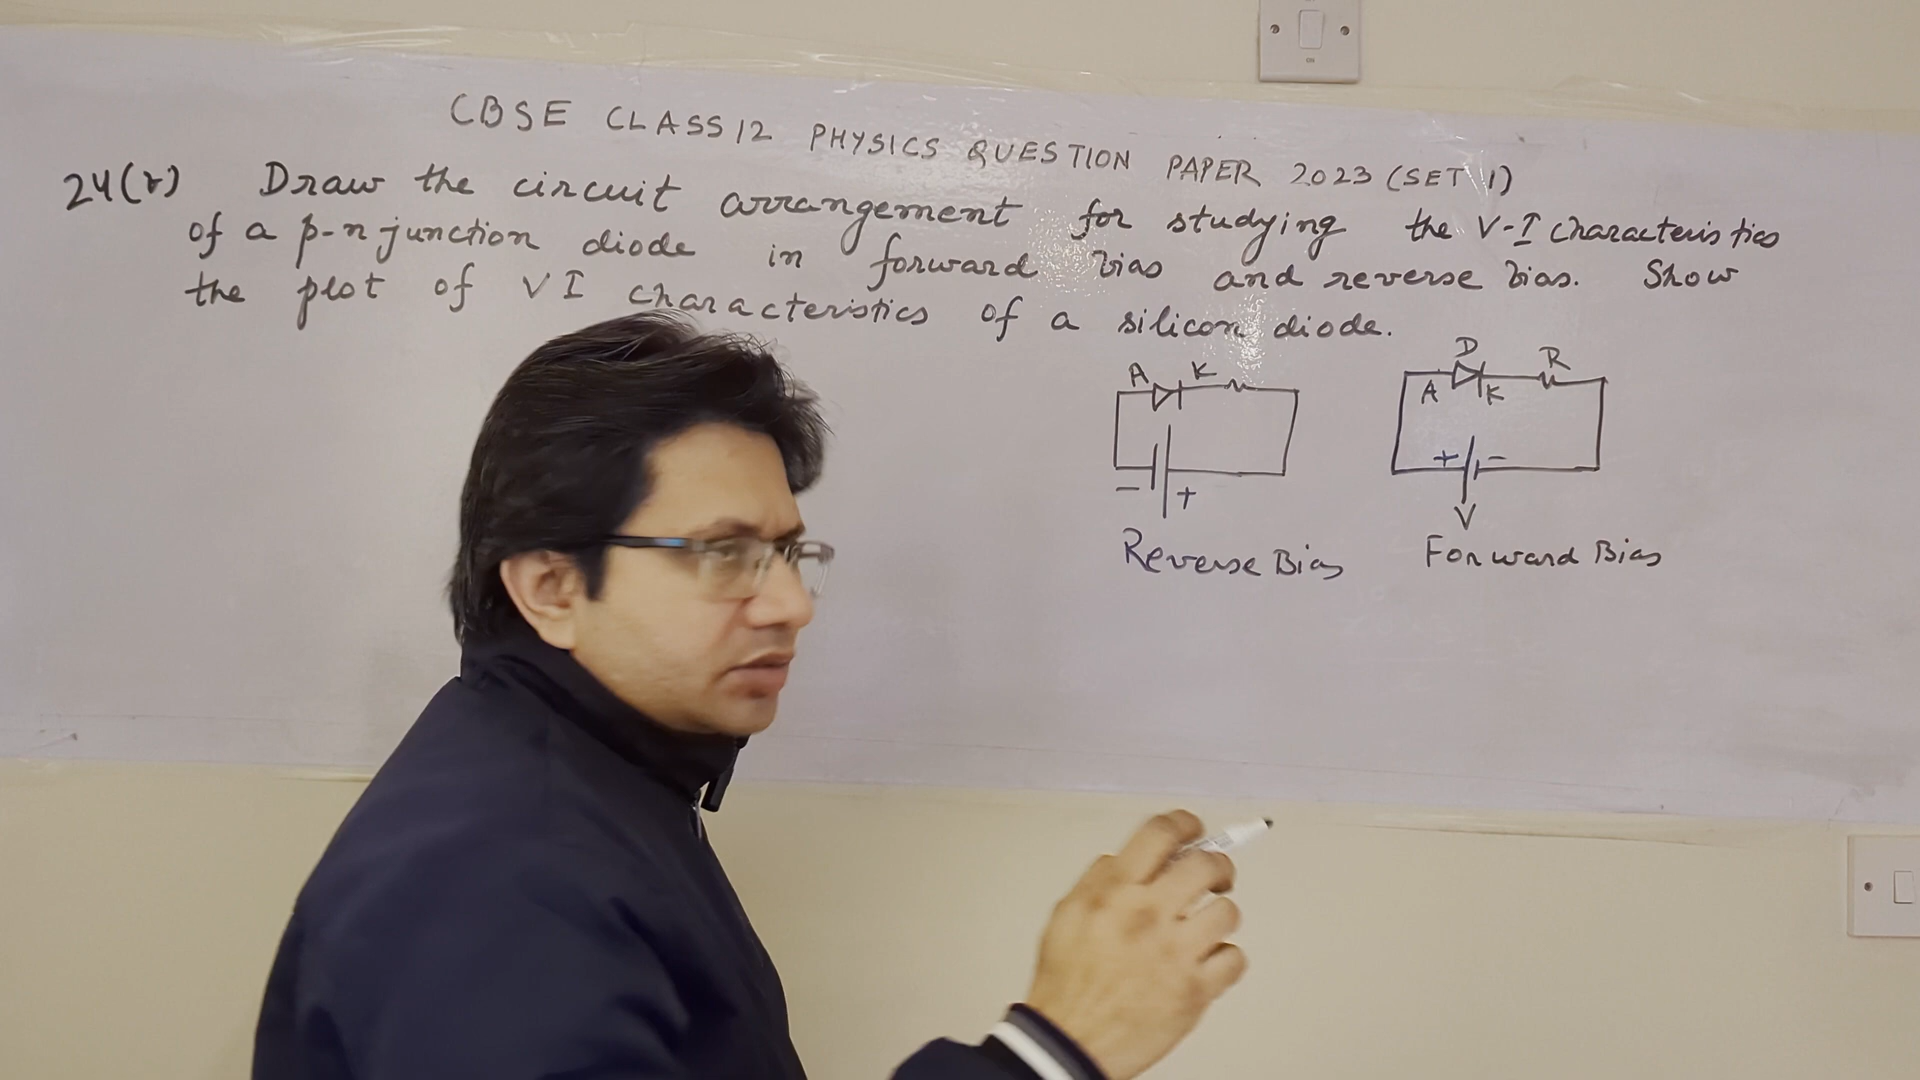 CBSE CLASS 12 PHYSICS QUESTION PAPER 2023 (SET 1)
24(b) Draw the circuit arrangement for studying the V-I characteristics
of a p-n junction diode in forward bias and reverse bias. Show
the plot of VI characteristics of a silicon diode.
A K
- +
Reverse Bias
D R
A K
+ -
V
Forward Bias